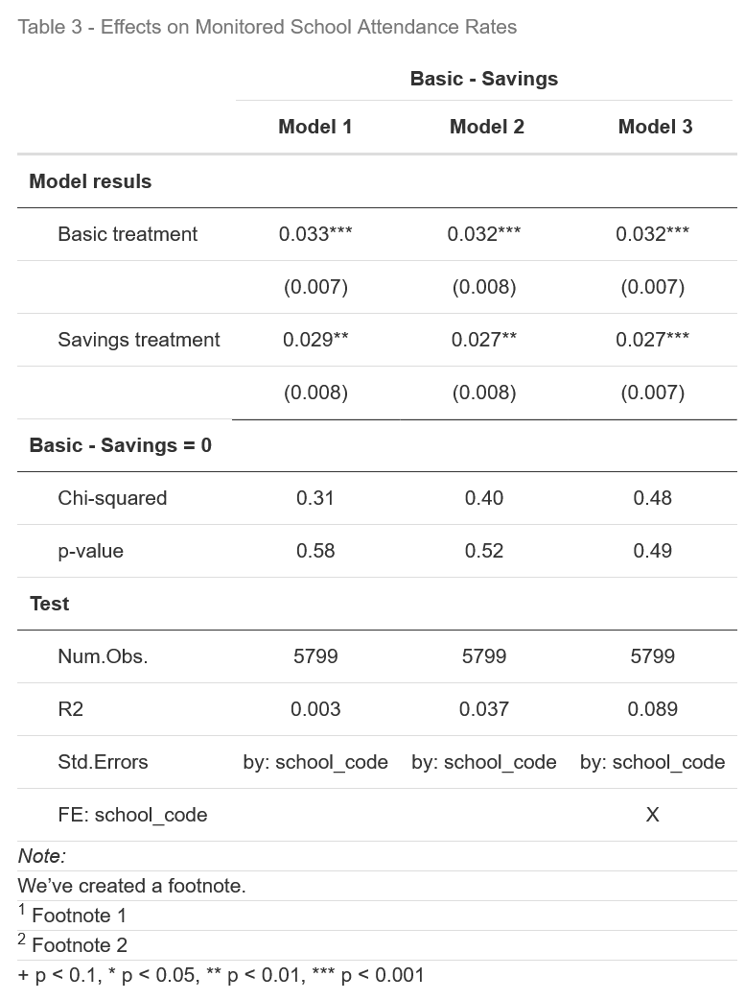 Table 3 - Effects on Monitored School Attendance Rates
Basic - Savings
Model 1 Model 2 Model 3
Model resuls
Basic treatment 0.033*** 0.032*** 0.032***
(0.007) (0.008) (0.007)
Savings treatment 0.029** 0.027** 0.027***
(0.008) (0.008) (0.007)
Basic - Savings = 0
Chi-squared 0.31 0.40 0.48
p-value 0.58 0.52 0.49
Test
Num.Obs. 5799 5799 5799
R2 0.003 0.037 0.089
Std.Errors by: school_code by: school_code by: school_code
FE: school_code X
Note:
We’ve created a footnote.
1 Footnote 1
2 Footnote 2
+ p < 0.1, * p < 0.05, ** p < 0.01, *** p < 0.001